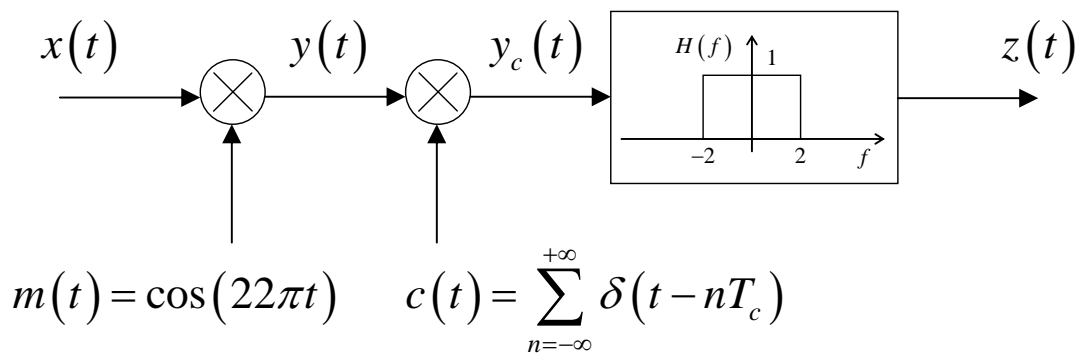 x(t) y(t) y_c(t) z(t)
H(f) 1
−2 2 f
m(t) = cos(22πt) c(t) = ∑_{n=−∞}^{+∞} δ(t − nT_c)